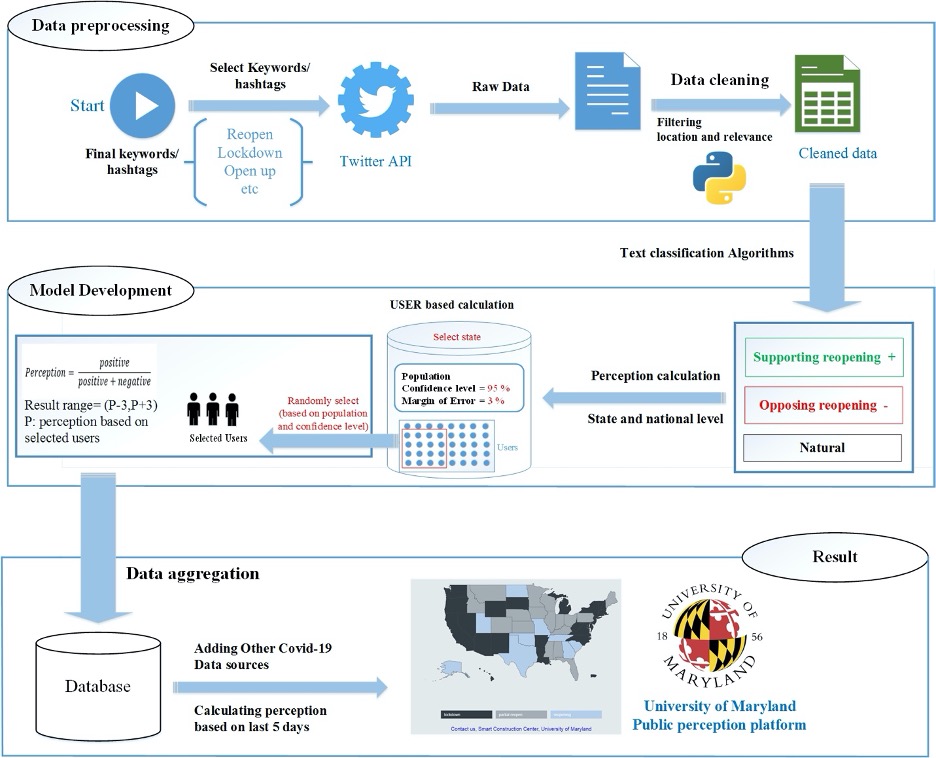 Data preprocessing
Start
Select Keywords/
hashtags
Final keywords/
hashtags
Reopen
Lockdown
Open up
etc
Twitter API
Raw Data
Data cleaning
Filtering
location and relevance
Cleaned data
Text classification Algorithms
Model Development
Perception = positive / positive + negative
Result range= (P-3,P+3)
P: perception based on
selected users
Selected Users
Randomly select
(based on population
and confidence level)
USER based calculation
Select state
Population
Confidence level = 95 %
Margin of Error = 3 %
Users
Perception calculation
State and national level
Supporting reopening +
Opposing reopening -
Natural
Result
Data aggregation
Database
Adding Other Covid-19
Data sources
Calculating perception
based on last 5 days
lockdown
Contact us, Smart Construction Center, University of Maryland
UNIVERSITY OF
18 56
MARYLAND
University of Maryland
Public perception platform